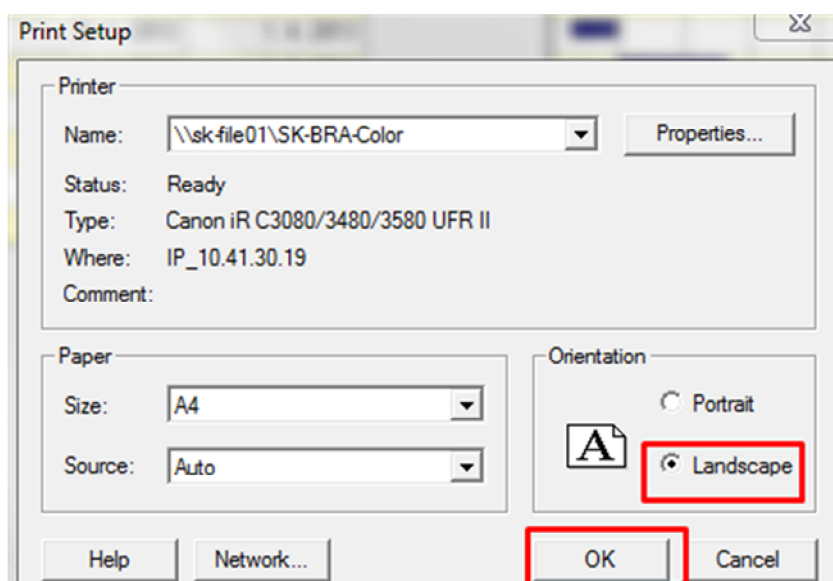 Print Setup
Printer
Name: \\sk-file01\SK-BRA-Color Properties...
Status: Ready
Type: Canon iR C3080/3480/3580 UFR II
Where: IP_10.41.30.19
Comment:
Paper
Size: A4
Source: Auto
Orientation
A
Portrait
Landscape
Help Network... OK Cancel